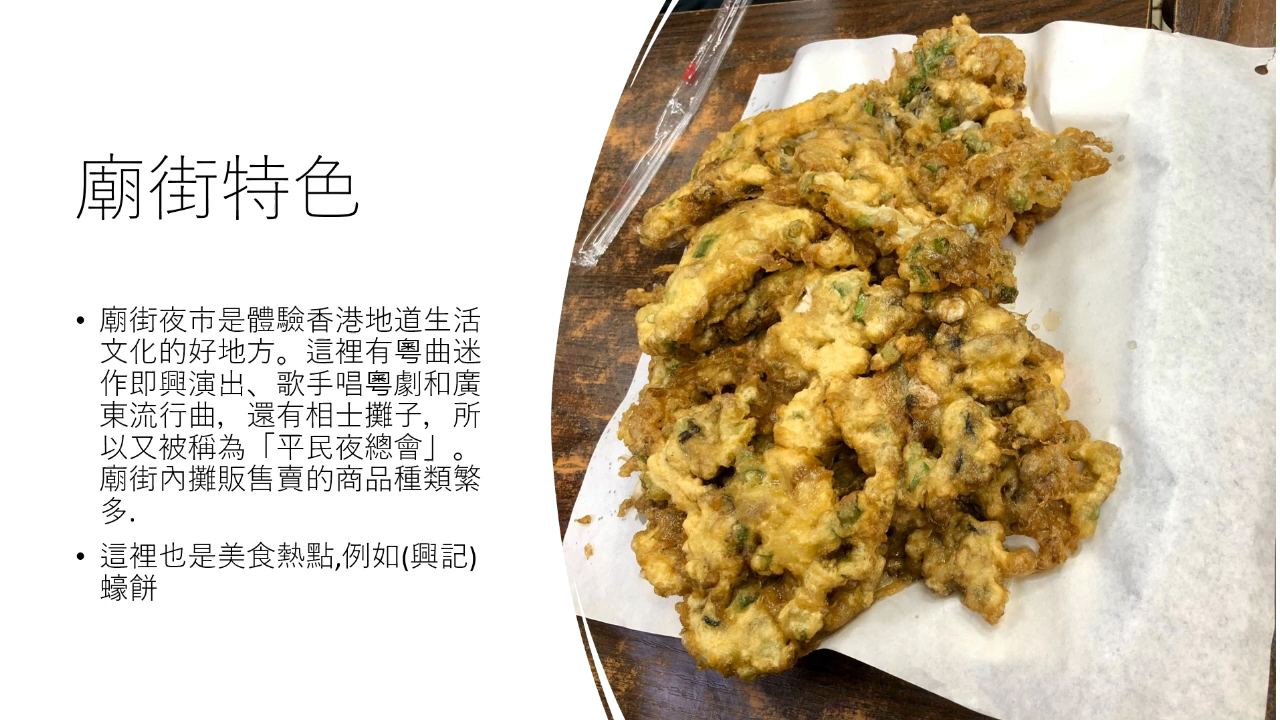 廟街特色
• 廟街夜市是體驗香港地道生活
文化的好地方。這裡有粵曲迷
作即興演出、歌手唱粵劇和廣
東流行曲，還有相士攤子，所
以又被稱為「平民夜總會」。
廟街內攤販售賣的商品種類繁
多.
• 這裡也是美食熱點,例如(興記)
蠔餅